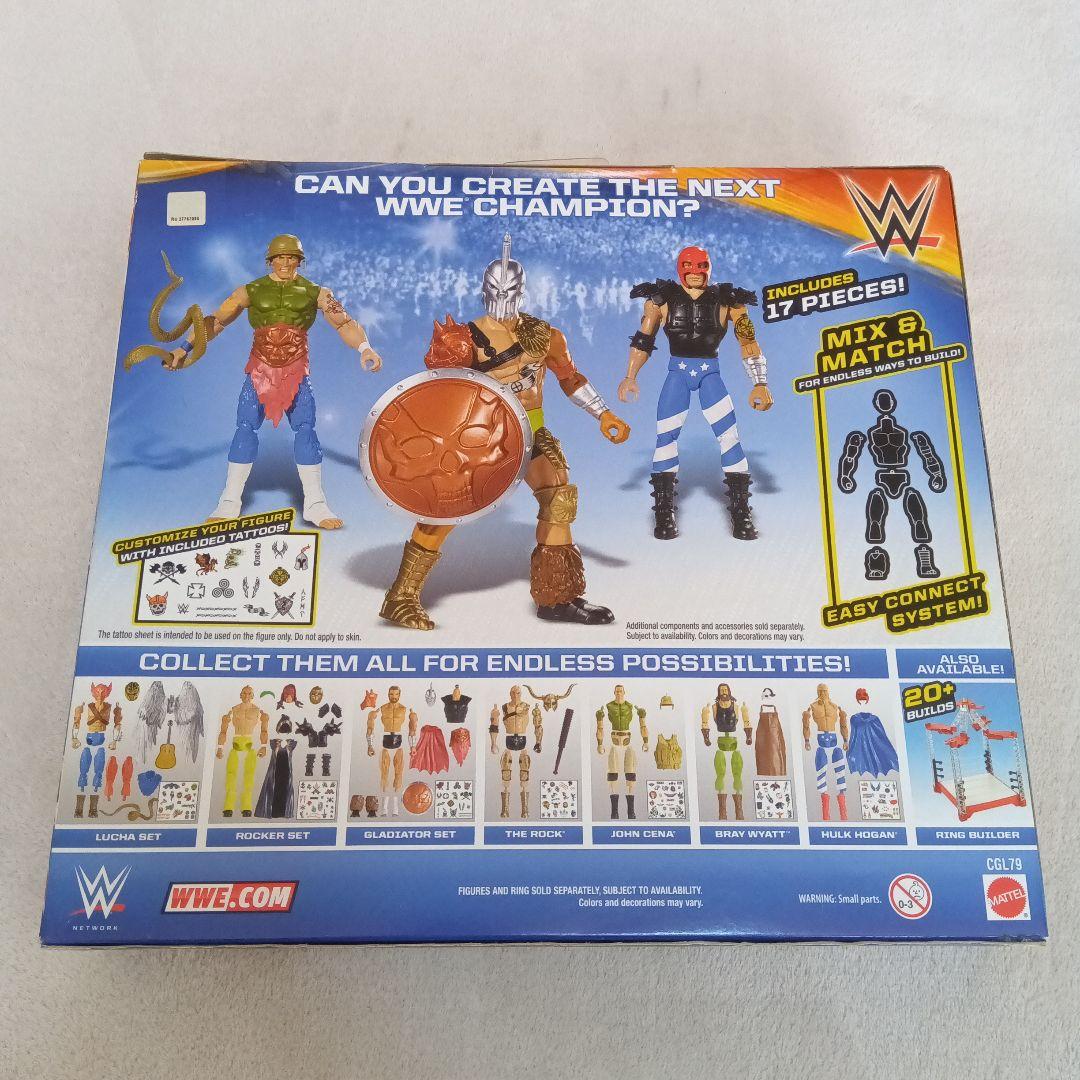 CAN YOU CREATE THE NEXT
WWE® CHAMPION?
No 37767096
W
INCLUDES
17 PIECES!
MIX &
MATCH
FOR ENDLESS WAYS TO BUILD!
EASY CONNECT
SYSTEM!
CUSTOMIZE YOUR FIGURE
WITH INCLUDED TATTOOS!
The tattoo sheet is intended to be used on the figure only. Do not apply to skin.
Additional components and accessories sold separately.
Subject to availability. Colors and decorations may vary.
COLLECT THEM ALL FOR ENDLESS POSSIBILITIES!
ALSO
AVAILABLE!
20+
BUILDS
LUCHA SET
ROCKER SET
GLADIATOR SET
THE ROCK®
JOHN CENA®
BRAY WYATT™
HULK HOGAN®
RING BUILDER
W
NETWORK
WWE.COM
FIGURES AND RING SOLD SEPARATELY, SUBJECT TO AVAILABILITY.
Colors and decorations may vary.
WARNING: Small parts.
0-3
CGL79
MATTEL
®